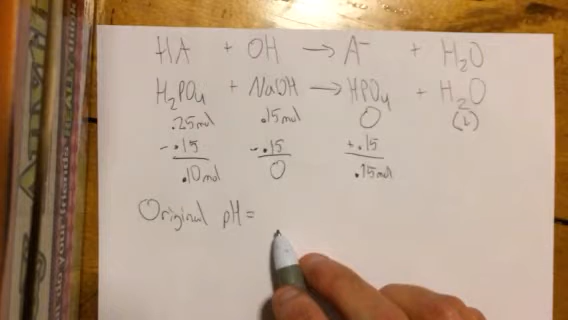 HA + OH → A⁻ + H₂O
H₂PO₄ + NaOH → HPO₄ + H₂O
.25mol .15mol 0 (L)
-.15 -.15 +.15
.10mol 0 .15mol
Original pH=